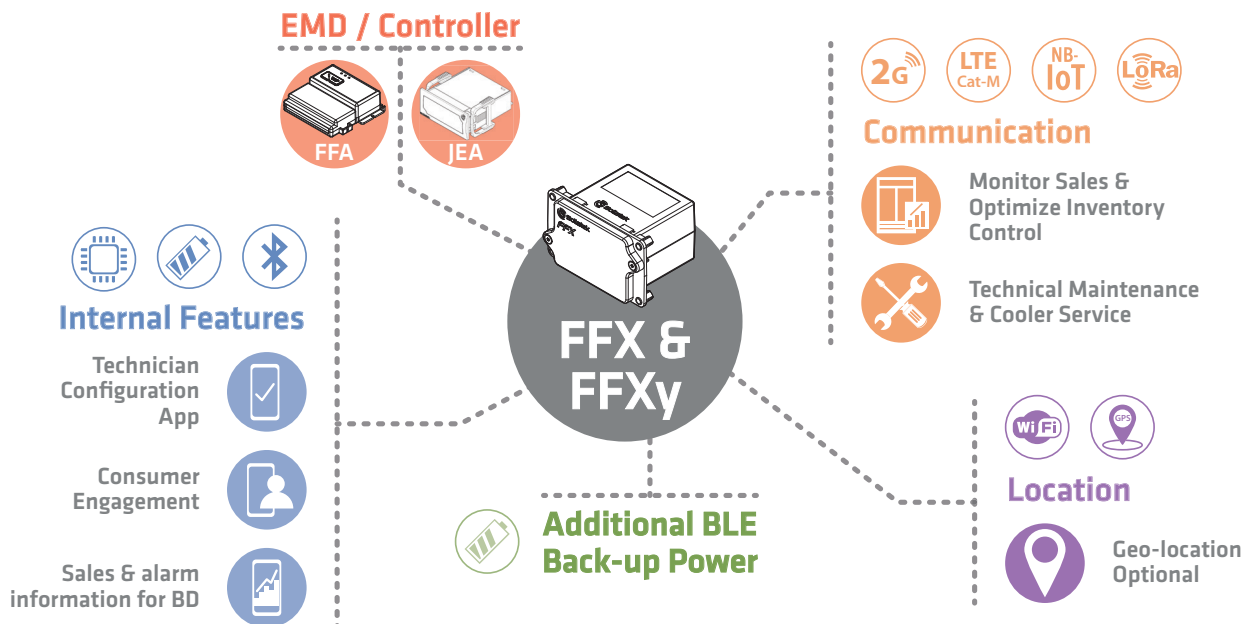 EMD / Controller
FFA
JEA
2G
LTE
Cat-M
NB-
IoT
LoRa
Communication
Monitor Sales &
Optimize Inventory
Control
Technical Maintenance
& Cooler Service
Internal Features
Technician
Configuration
App
Consumer
Engagement
Sales & alarm
information for BD
FFX
FFX &
FFXy
Additional BLE
Back-up Power
WiFi
GPS
Location
Geo-location
Optional